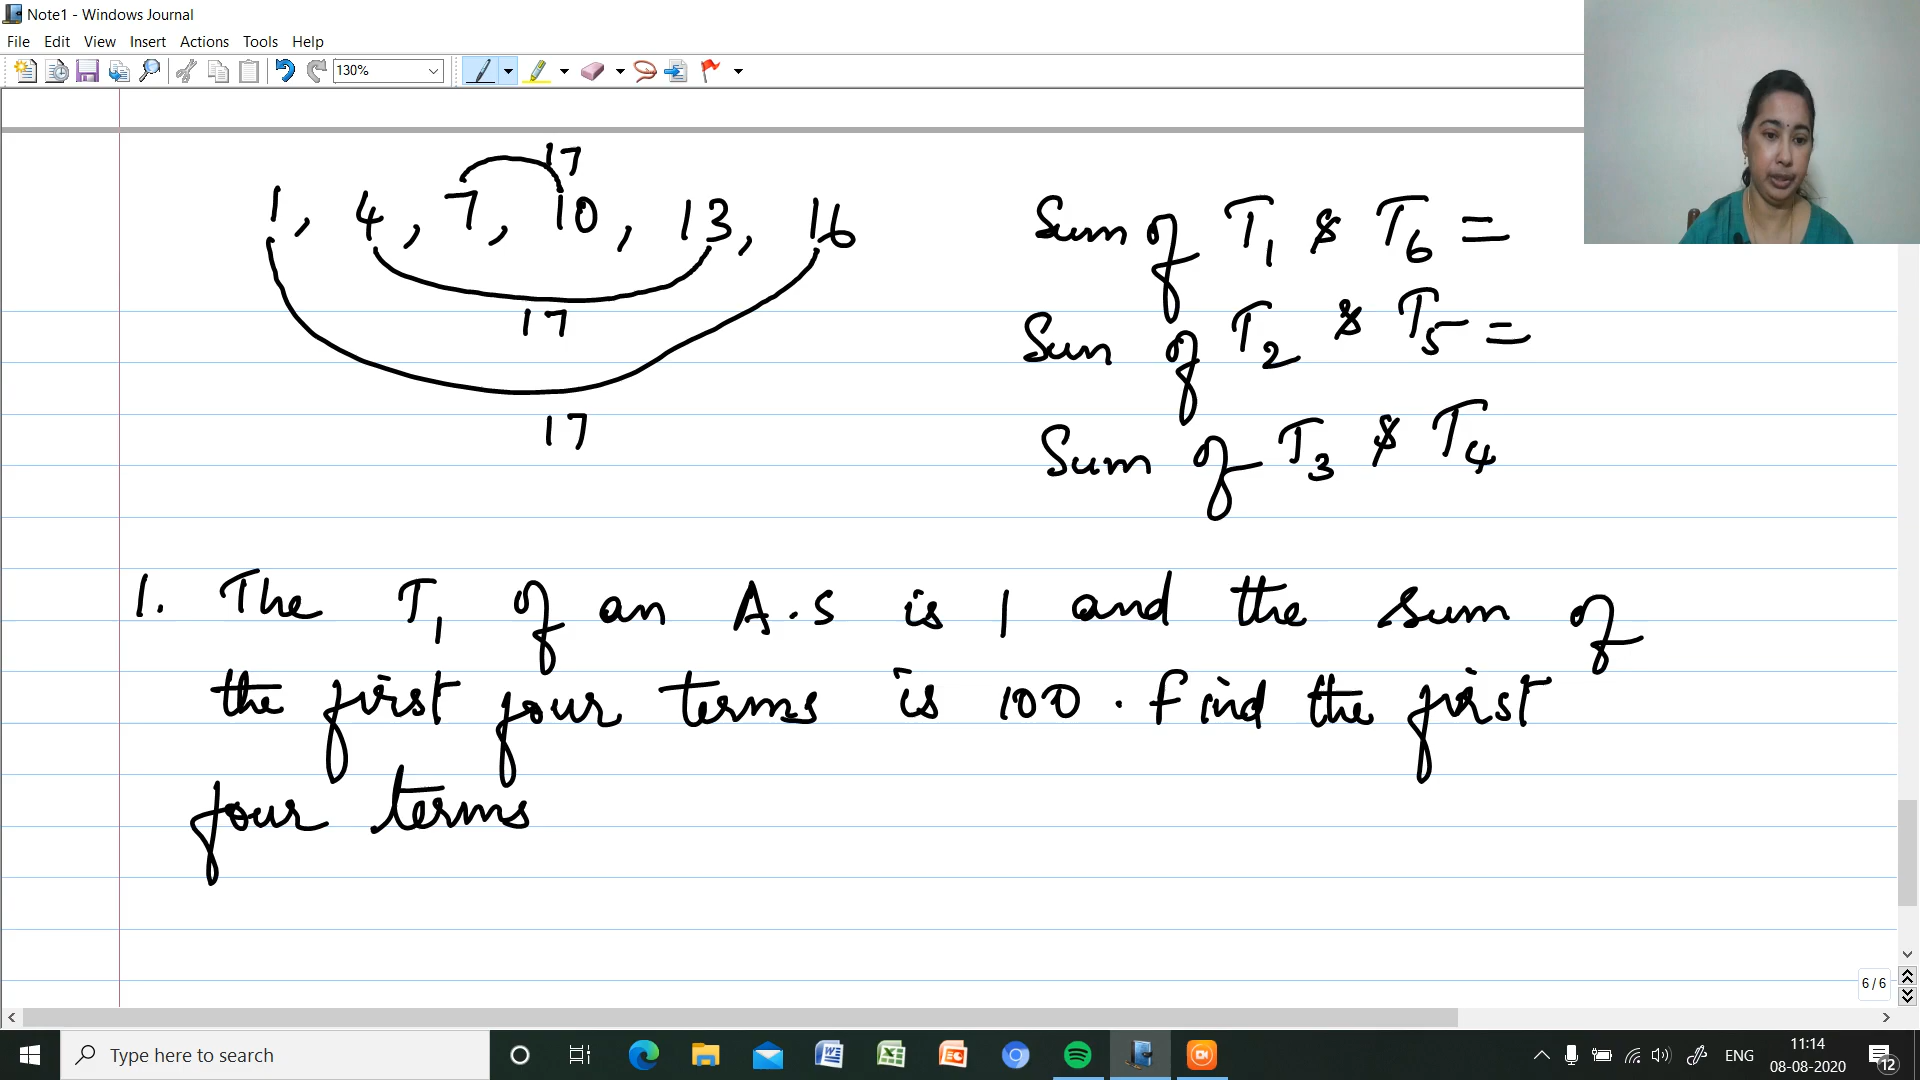 Note1 - Windows Journal
File Edit View Insert Actions Tools Help
130%
17
1, 4, 7, 10, 13, 16
17
17
Sum of T1 & T6 =
Sum of T2 & T5 =
Sum of T3 & T4
1. The T1 of an A.S is 1 and the sum of
the first four terms is 100. Find the first
four terms
6 / 6
Type here to search
ENG
11:14
08-08-2020
12